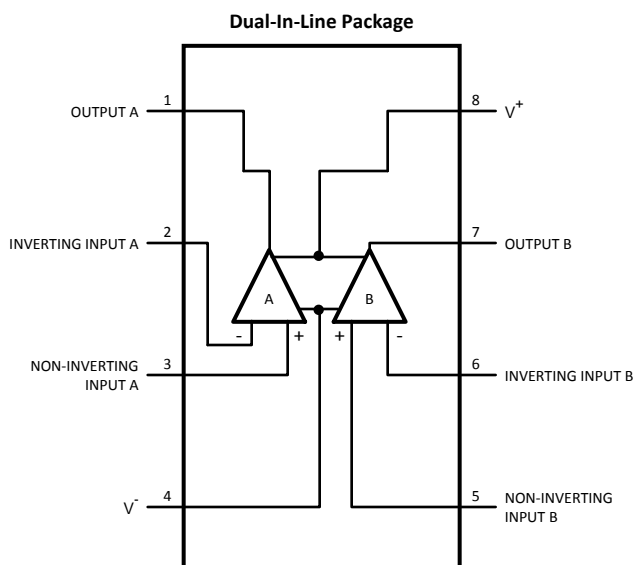 Dual-In-Line Package
1
OUTPUT A
8
V+
2
INVERTING INPUT A
7
OUTPUT B
A
B
-
+
+
-
3
NON-INVERTING
INPUT A
6
INVERTING INPUT B
4
V-
5
NON-INVERTING
INPUT B